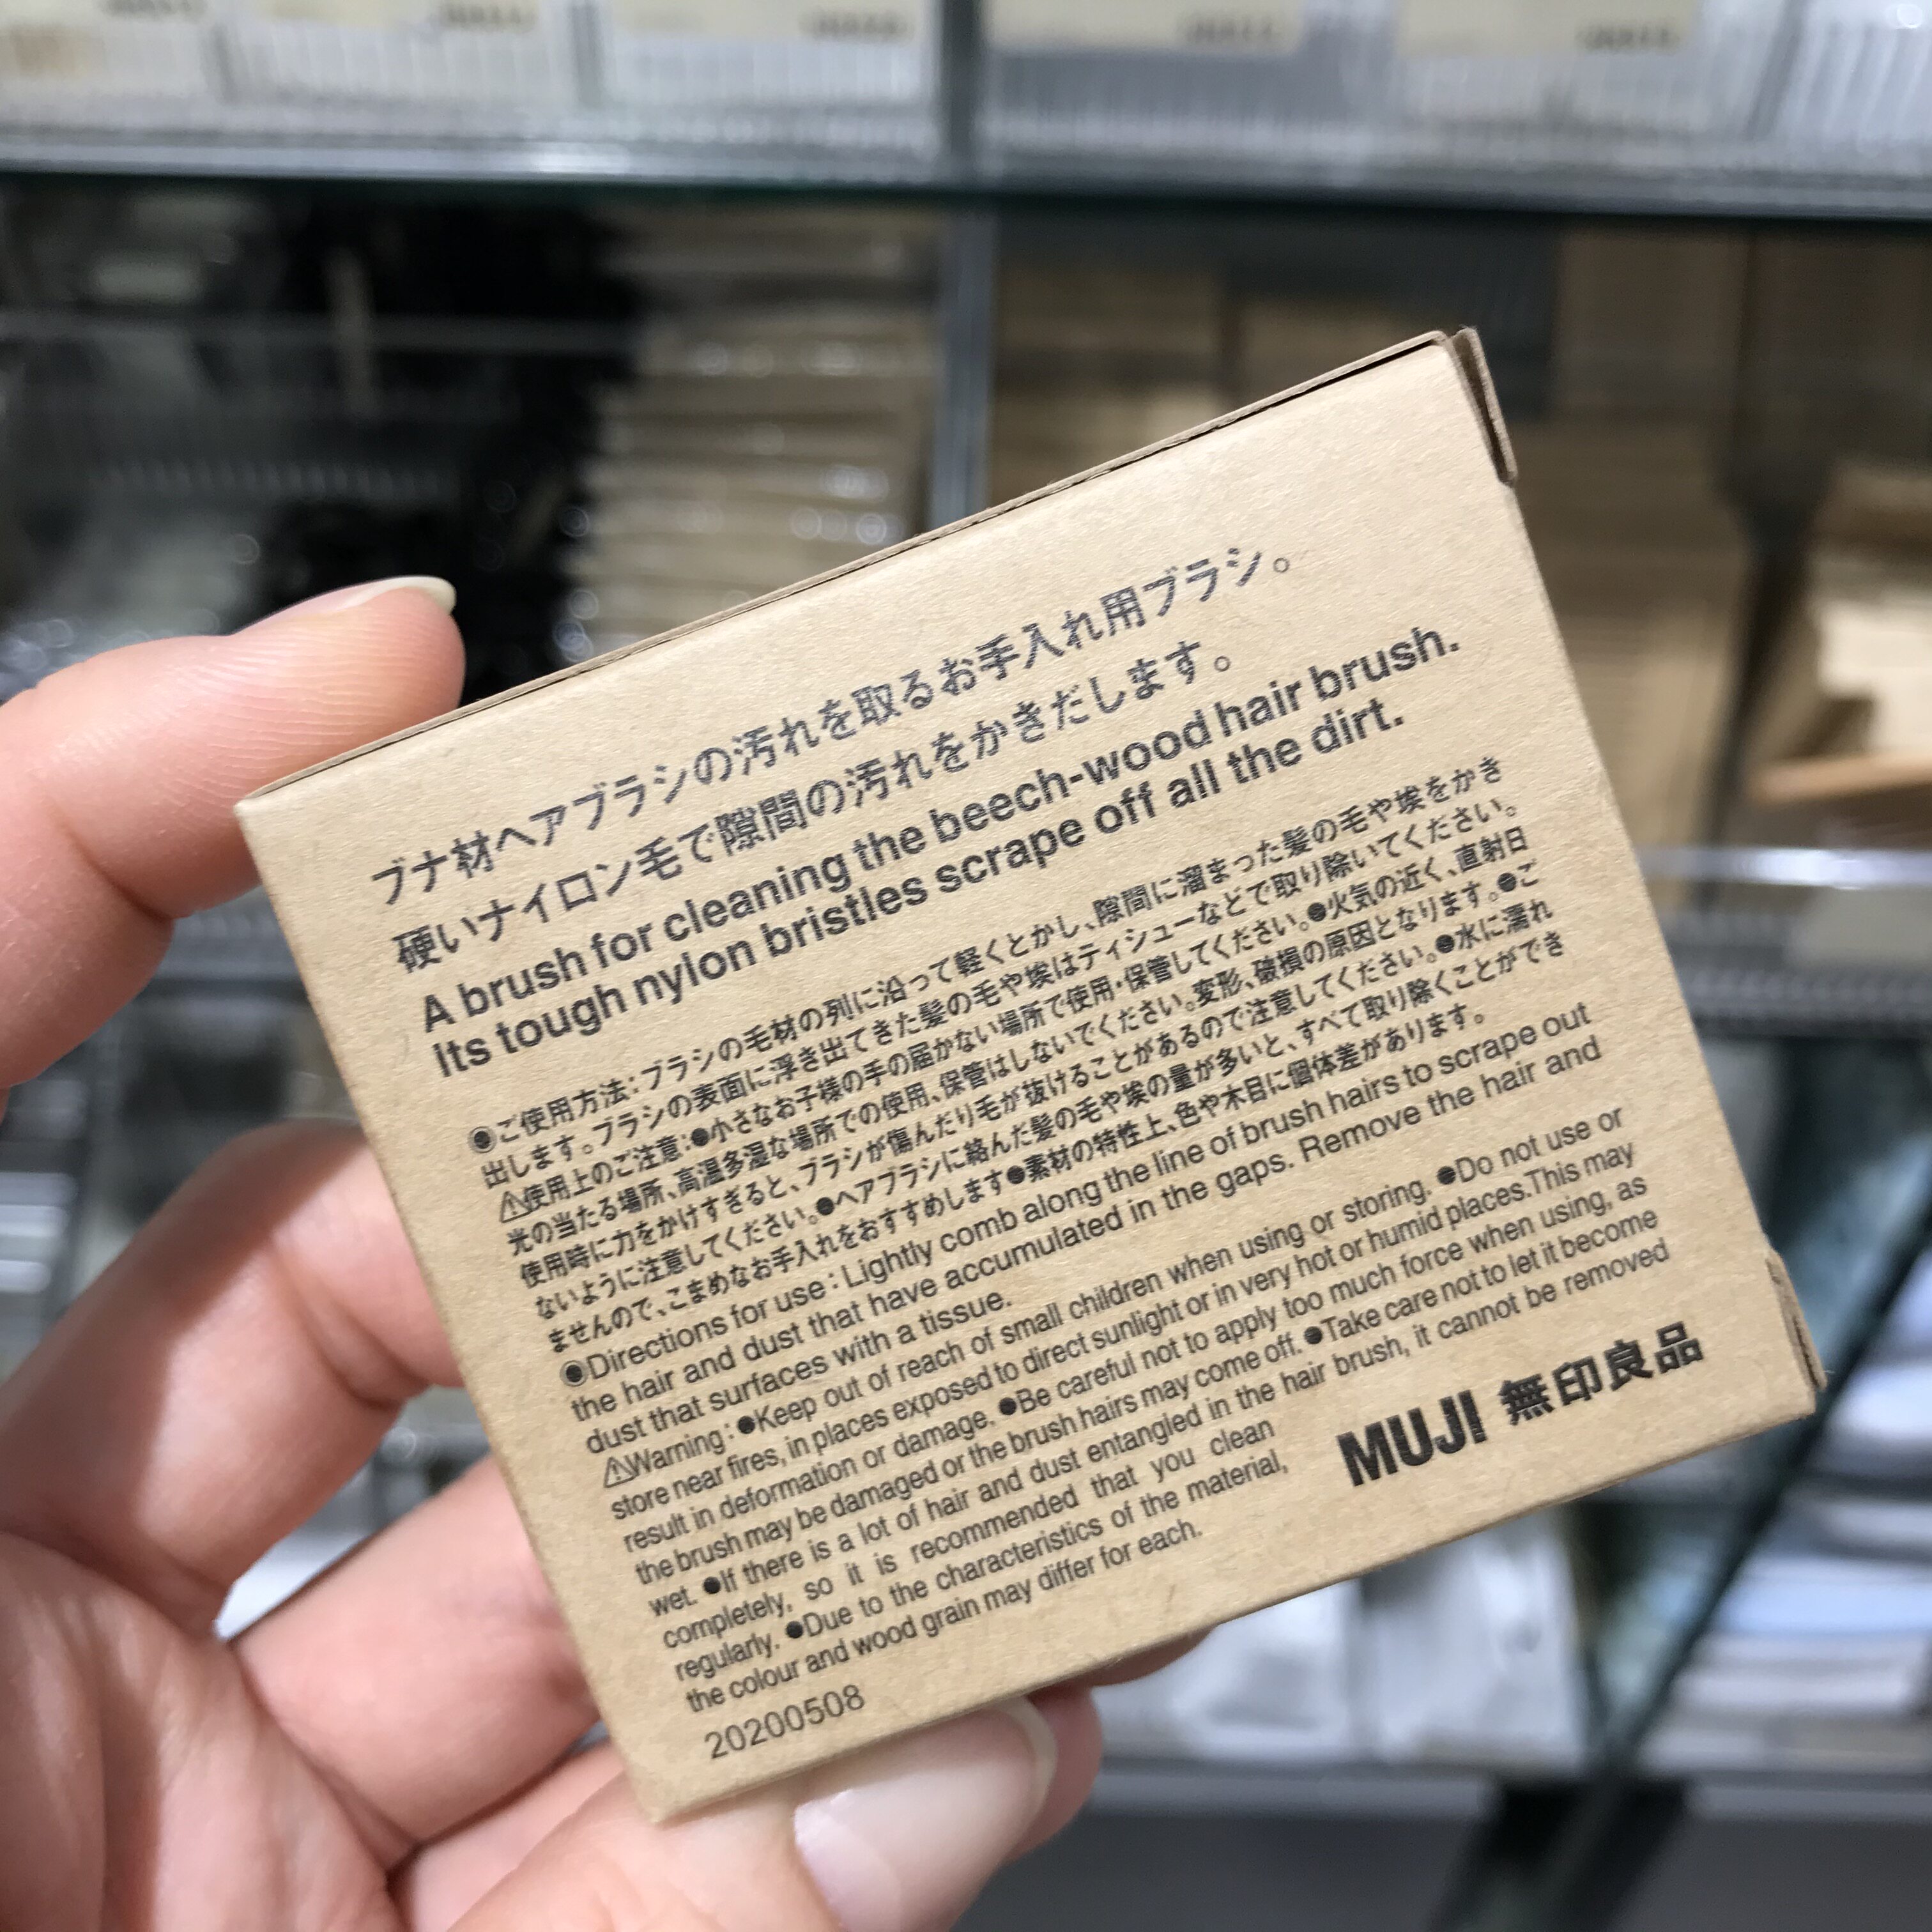 ブナ材ヘアブラシの汚れを取るお手入れ用ブラシ。
硬いナイロン毛で隙間の汚れをかきだします。
A brush for cleaning the beech-wood hair brush.
Its tough nylon bristles scrape off all the dirt.
◉ご使用方法：ブラシの毛材の列に沿って軽くとかし、隙間に溜まった髪の毛や埃をかき
出します。ブラシの表面に浮き出てきた髪の毛や埃はティシューなどで取り除いてください。
⚠使用上のご注意：●小さなお子様の手の届かない場所で使用・保管してください。●火気の近く、直射日
光の当たる場所、高温多湿な場所での使用、保管はしないでください。変形、破損の原因となります。●ご
使用時に力をかけすぎると、ブラシが傷んだり毛が抜けることがあるので注意してください。●水に濡れ
ないように注意してください。●ヘアブラシに絡んだ髪の毛や埃の量が多いと、すべて取り除くことができ
ませんので、こまめなお手入れをおすすめします●素材の特性上、色や木目に個体差があります。
◉Directions for use : Lightly comb along the line of brush hairs to scrape out
the hair and dust that have accumulated in the gaps. Remove the hair and
dust that surfaces with a tissue.
⚠Warning : ●Keep out of reach of small children when using or storing. ●Do not use or
store near fires, in places exposed to direct sunlight or in very hot or humid places.This may
result in deformation or damage. ●Be careful not to apply too much force when using, as
the brush may be damaged or the brush hairs may come off. ●Take care not to let it become
wet. ●If there is a lot of hair and dust entangled in the hair brush, it cannot be removed
completely, so it is recommended that you clean
regularly. ●Due to the characteristics of the material,
the colour and wood grain may differ for each.
MUJI 無印良品
20200508